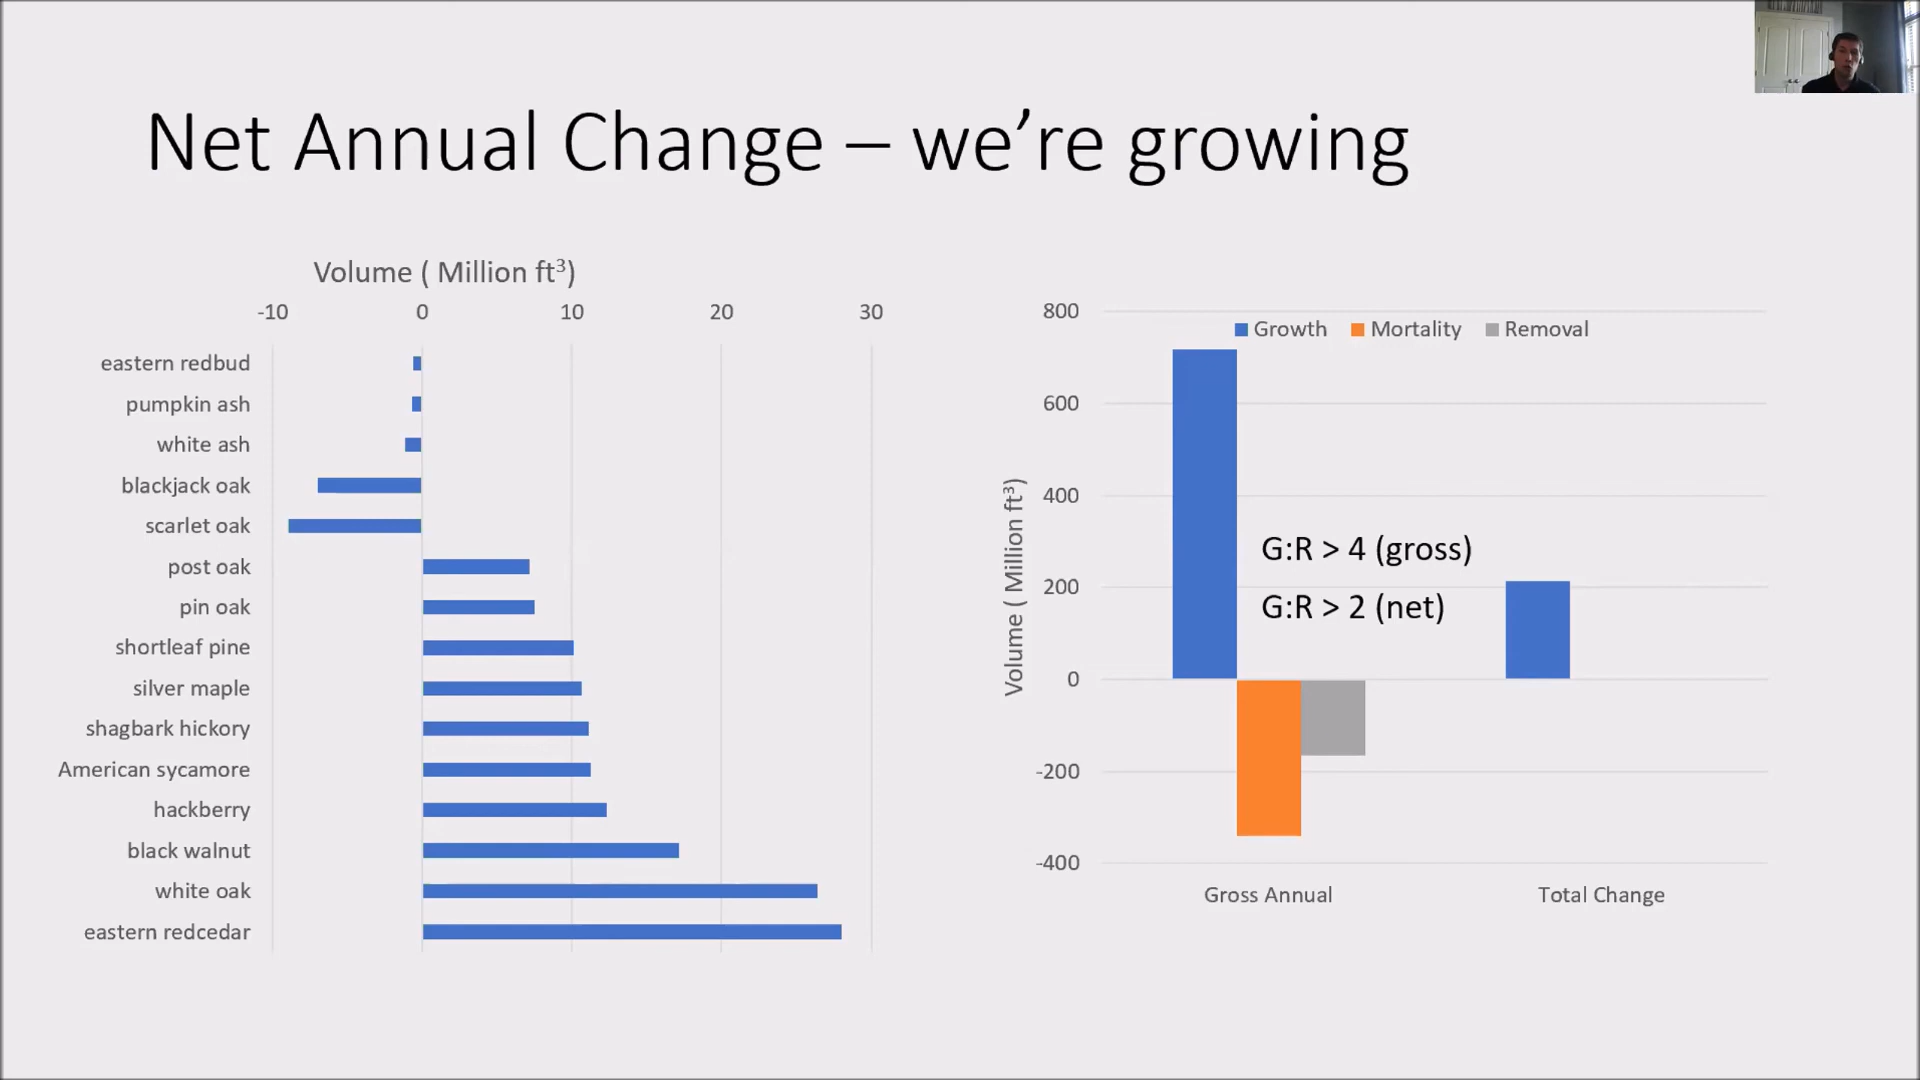 Net Annual Change – we’re growing
Volume ( Million ft³)
-10 0 10 20 30
eastern redbud
pumpkin ash
white ash
blackjack oak
scarlet oak
post oak
pin oak
shortleaf pine
silver maple
shagbark hickory
American sycamore
hackberry
black walnut
white oak
eastern redcedar
Volume ( Million ft³)
800
600
400
200
0
-200
-400
Growth Mortality Removal
G:R > 4 (gross)
G:R > 2 (net)
Gross Annual Total Change